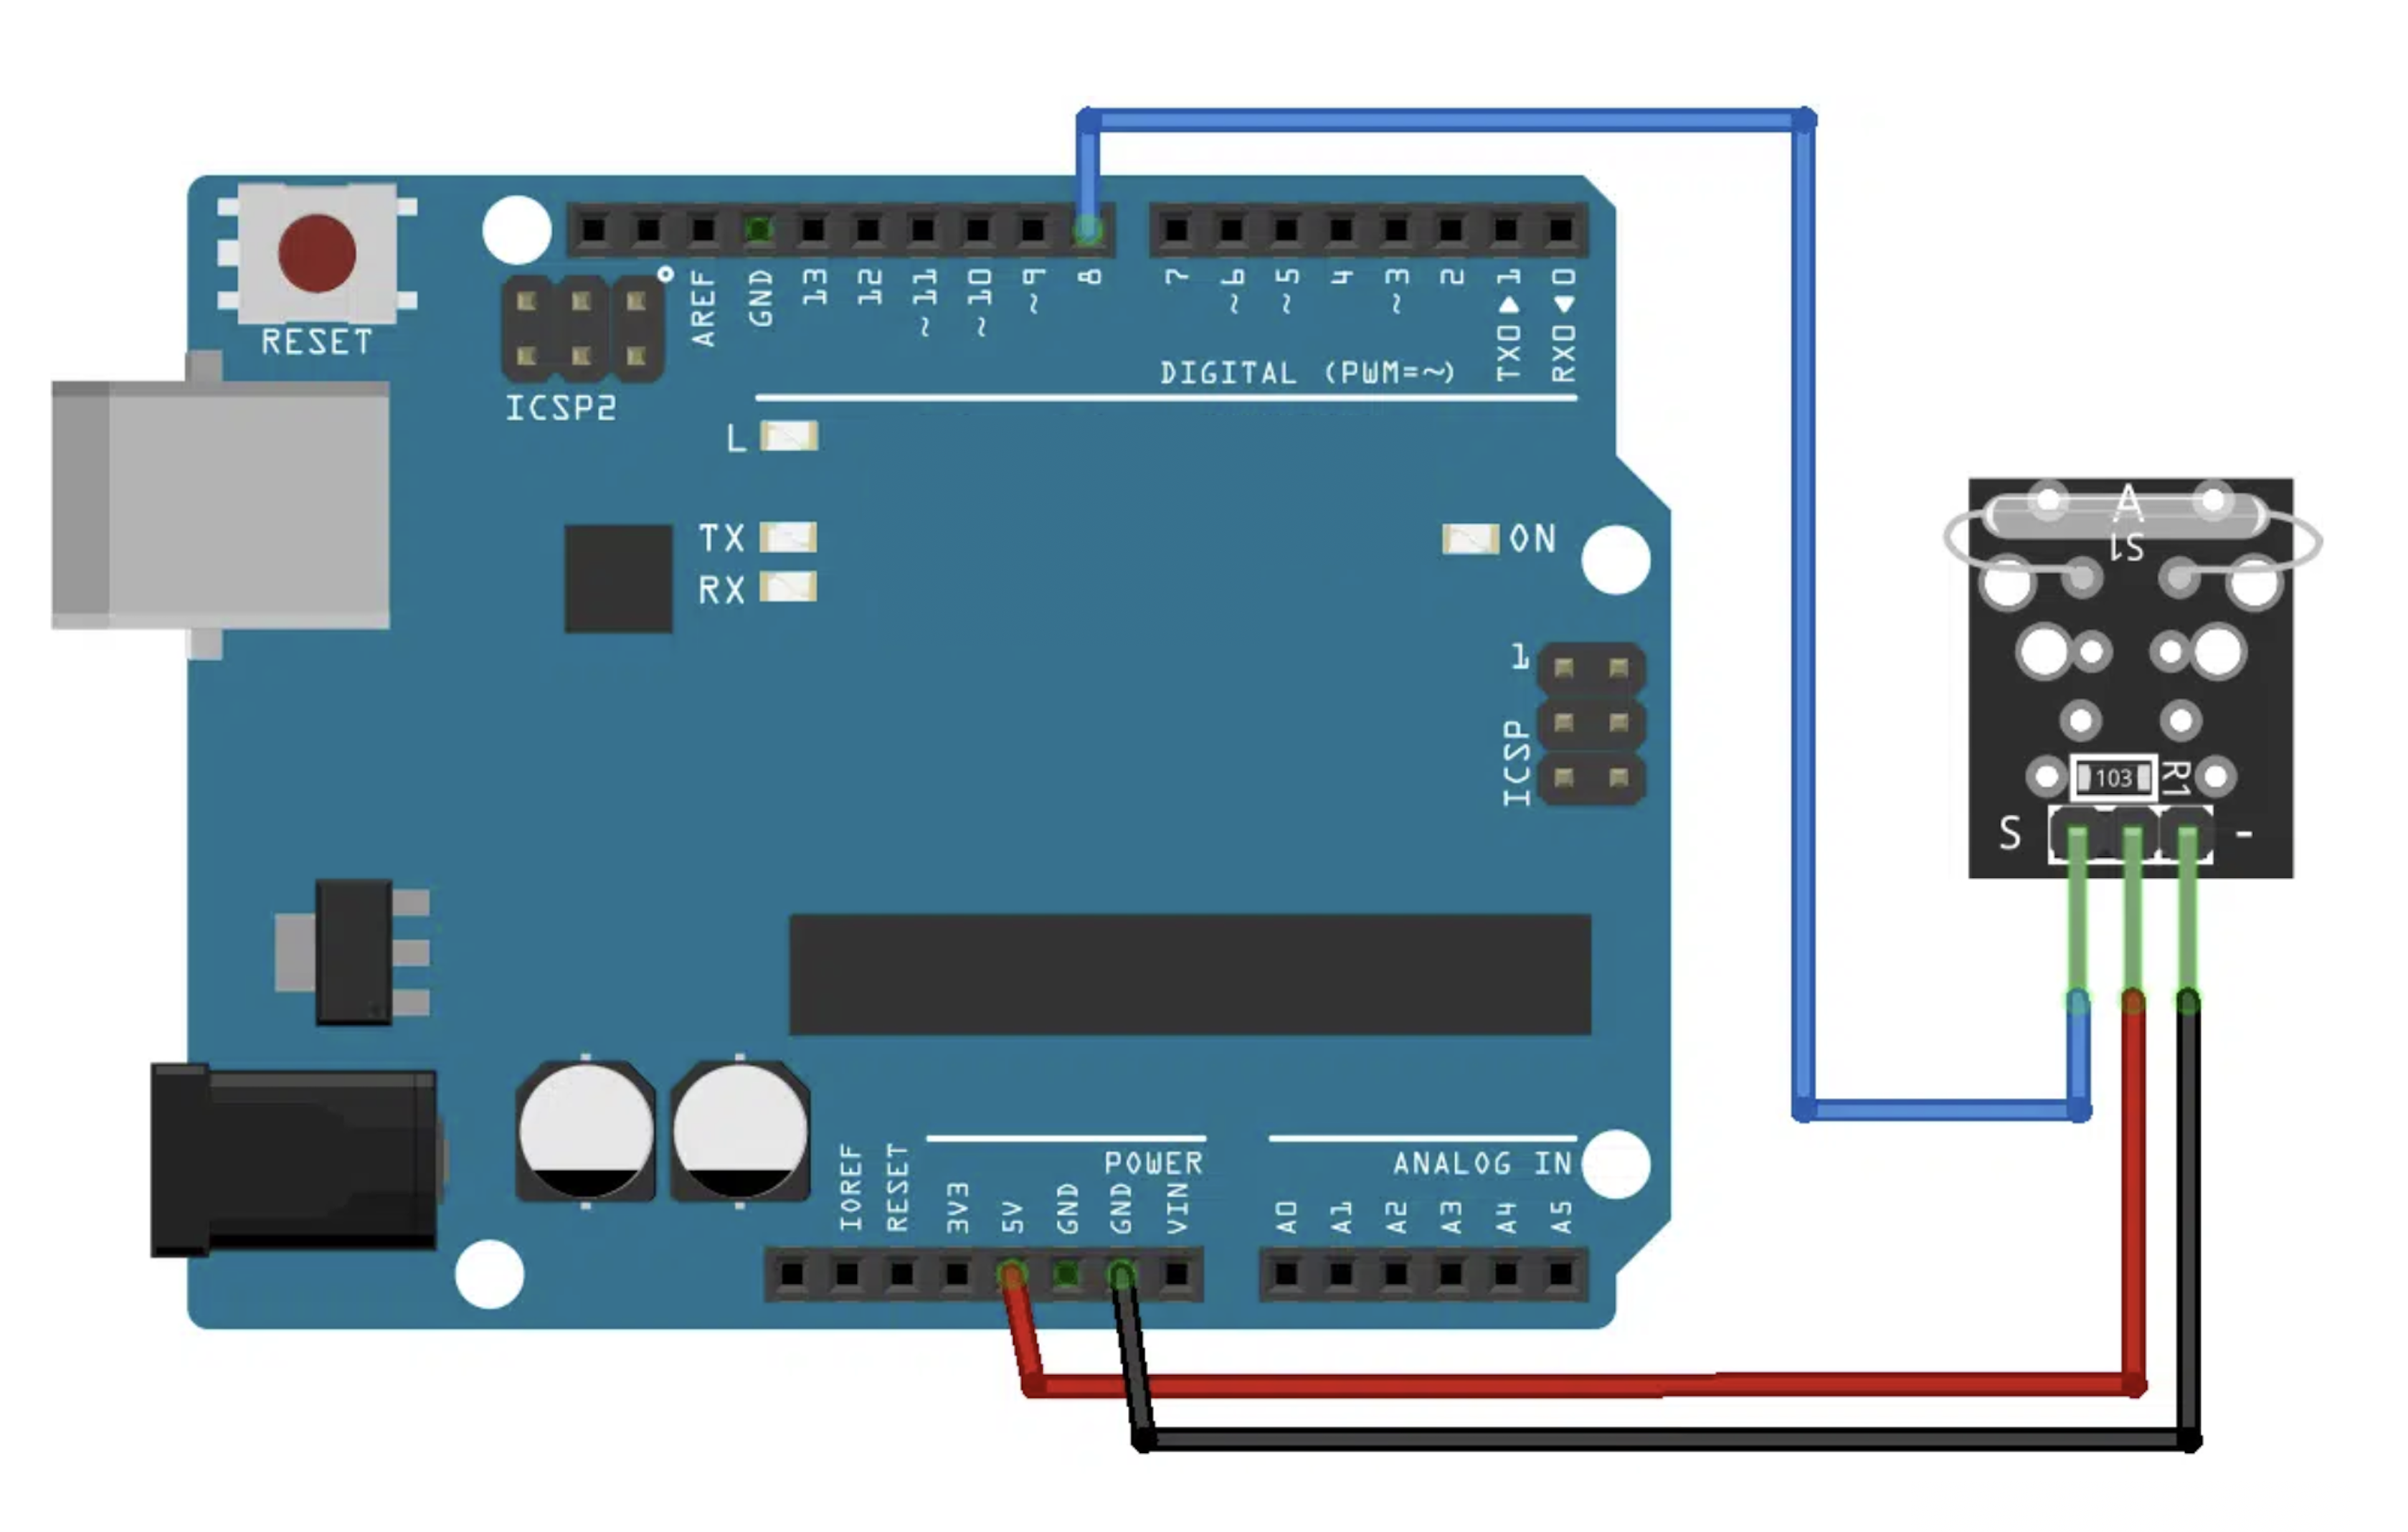 RESET
ICSP2
AREF
GND
13
12
~11
~10
~9
8
7
~6
~5
4
~3
2
TX0▶1
RX0◀0
DIGITAL (PWM=~)
L
TX
RX
ON
1
ICSP
A
S1
103
R1
S
-
POWER
ANALOG IN
IOREF
RESET
3V3
5V
GND
GND
VIN
A0
A1
A2
A3
A4
A5